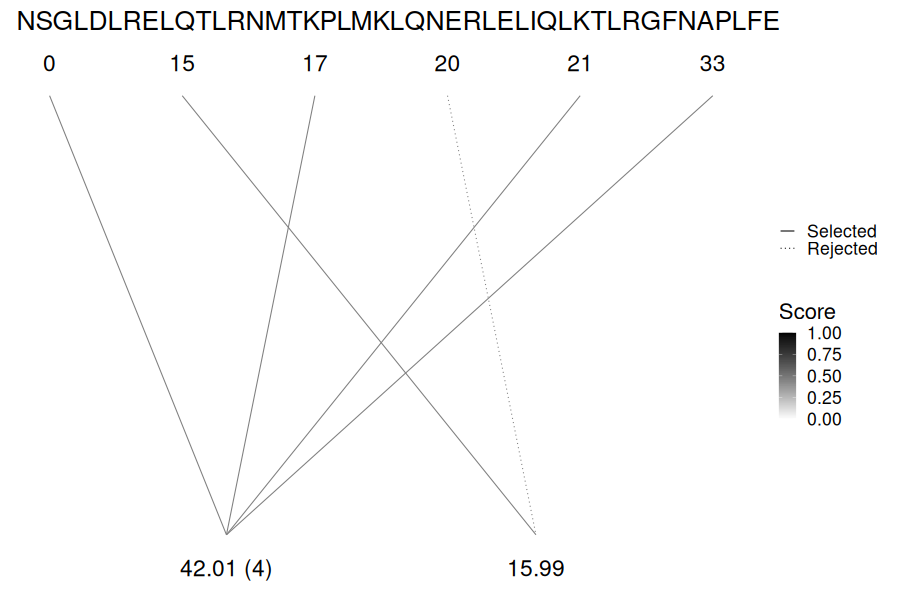 NSGLDLRELQTLRNMTKPLMKLQNERLELIQLKTLRGFNAPLFE
0 15 17 20 21 33
Selected
Rejected
Score
1.00
0.75
0.50
0.25
0.00
42.01 (4) 15.99